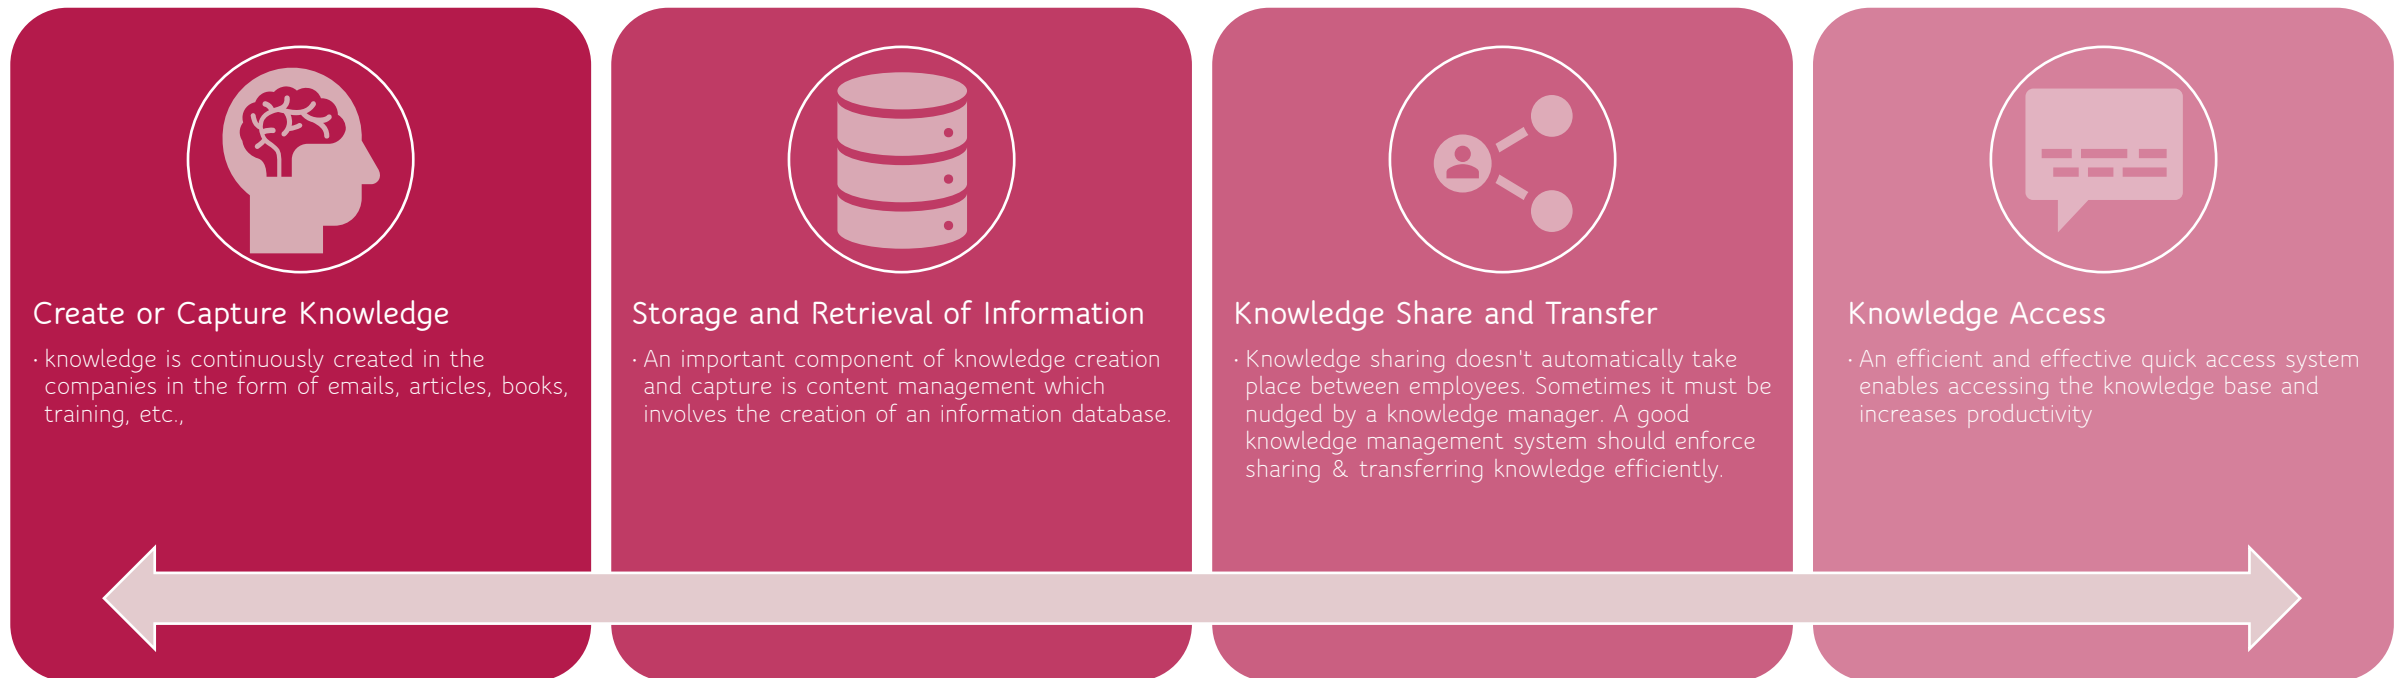 Create or Capture Knowledge
· knowledge is continuously created in the
companies in the form of emails, articles, books,
training, etc.,
Storage and Retrieval of Information
· An important component of knowledge creation
and capture is content management which
involves the creation of an information database.
Knowledge Share and Transfer
· Knowledge sharing doesn't automatically take
place between employees. Sometimes it must be
nudged by a knowledge manager. A good
knowledge management system should enforce
sharing & transferring knowledge efficiently.
Knowledge Access
· An efficient and effective quick access system
enables accessing the knowledge base and
increases productivity